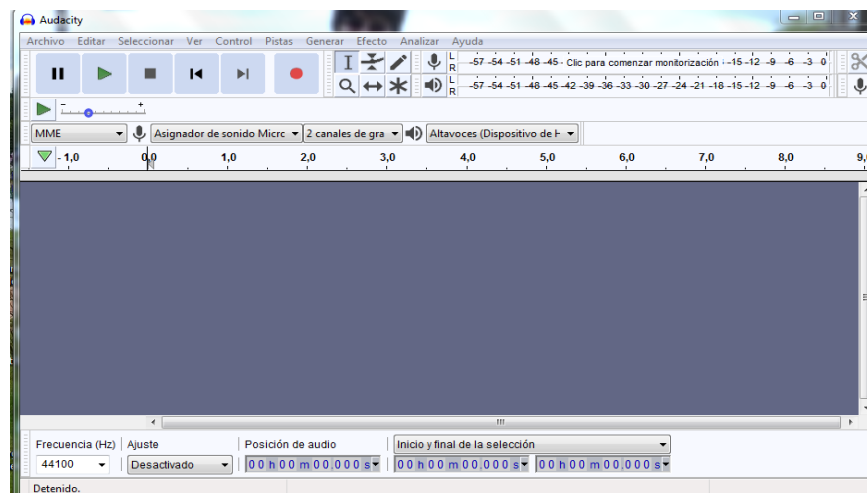 Audacity
Archivo Editar Seleccionar Ver Control Pistas Generar Efecto Analizar Ayuda
L
R
-57 -54 -51 -48 -45 - Clic para comenzar monitorización -15 -12 -9 -6 -3 0
L
R
-57 -54 -51 -48 -45 -42 -39 -36 -33 -30 -27 -24 -21 -18 -15 -12 -9 -6 -3 0
- +
MME Asignador de sonido Micrc 2 canales de gra Altavoces (Dispositivo de H
- 1,0 0,0 1,0 2,0 3,0 4,0 5,0 6,0 7,0 8,0 9,
Frecuencia (Hz) Ajuste Posición de audio Inicio y final de la selección
44100 Desactivado 00 h 00 m 00.000 s 00 h 00 m 00.000 s 00 h 00 m 00.000 s
Detenido.